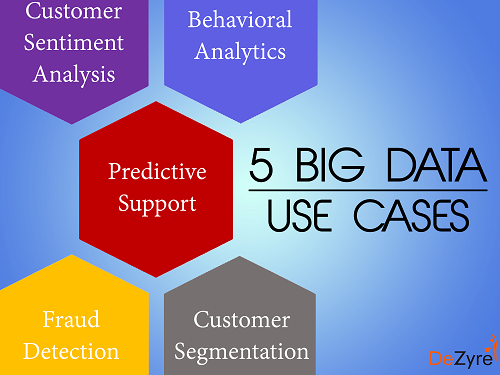 Customer
Sentiment
Analysis
Behavioral
Analytics
Predictive
Support
5 BIG DATA
USE CASES
Fraud
Detection
Customer
Segmentation
DeZyre